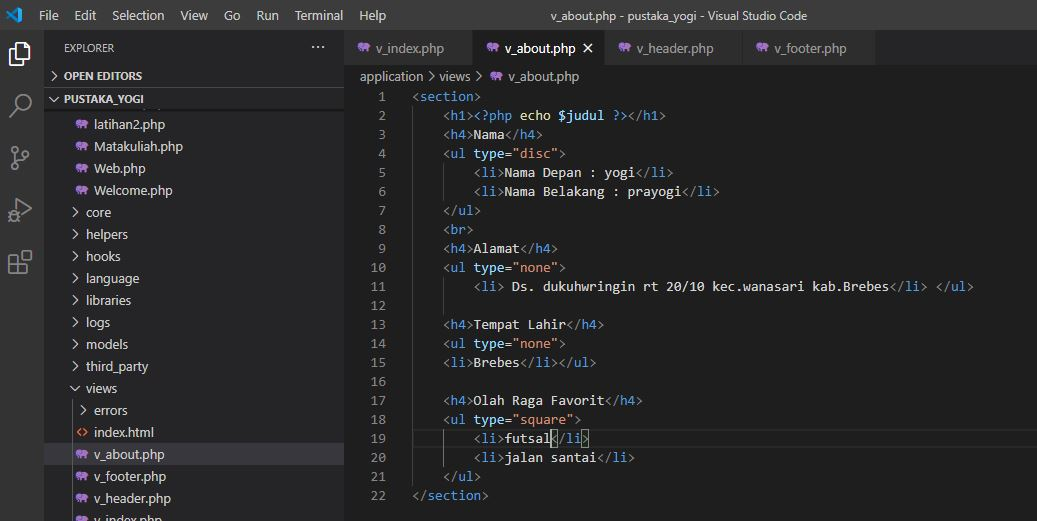 File Edit Selection View Go Run Terminal Help v_about.php - pustaka_yogi - Visual Studio Code
EXPLORER ···
OPEN EDITORS
PUSTAKA_YOGI
latihan2.php
Matakuliah.php
Web.php
Welcome.php
core
helpers
hooks
language
libraries
logs
models
third_party
views
errors
index.html
v_about.php
v_footer.php
v_header.php
v_index.php
v_index.php v_about.php v_header.php v_footer.php
application > views > v_about.php
1 <section>
2 <h1><?php echo $judul ?></h1>
3 <h4>Nama</h4>
4 <ul type="disc">
5 <li>Nama Depan : yogi</li>
6 <li>Nama Belakang : prayogi</li>
7 </ul>
8 <br>
9 <h4>Alamat</h4>
10 <ul type="none">
11 <li> Ds. dukuhwringin rt 20/10 kec.wanasari kab.Brebes</li> </ul>
12
13 <h4>Tempat Lahir</h4>
14 <ul type="none">
15 <li>Brebes</li></ul>
16
17 <h4>Olah Raga Favorit</h4>
18 <ul type="square">
19 <li>futsal</li>
20 <li>jalan santai</li>
21 </ul>
22 </section>